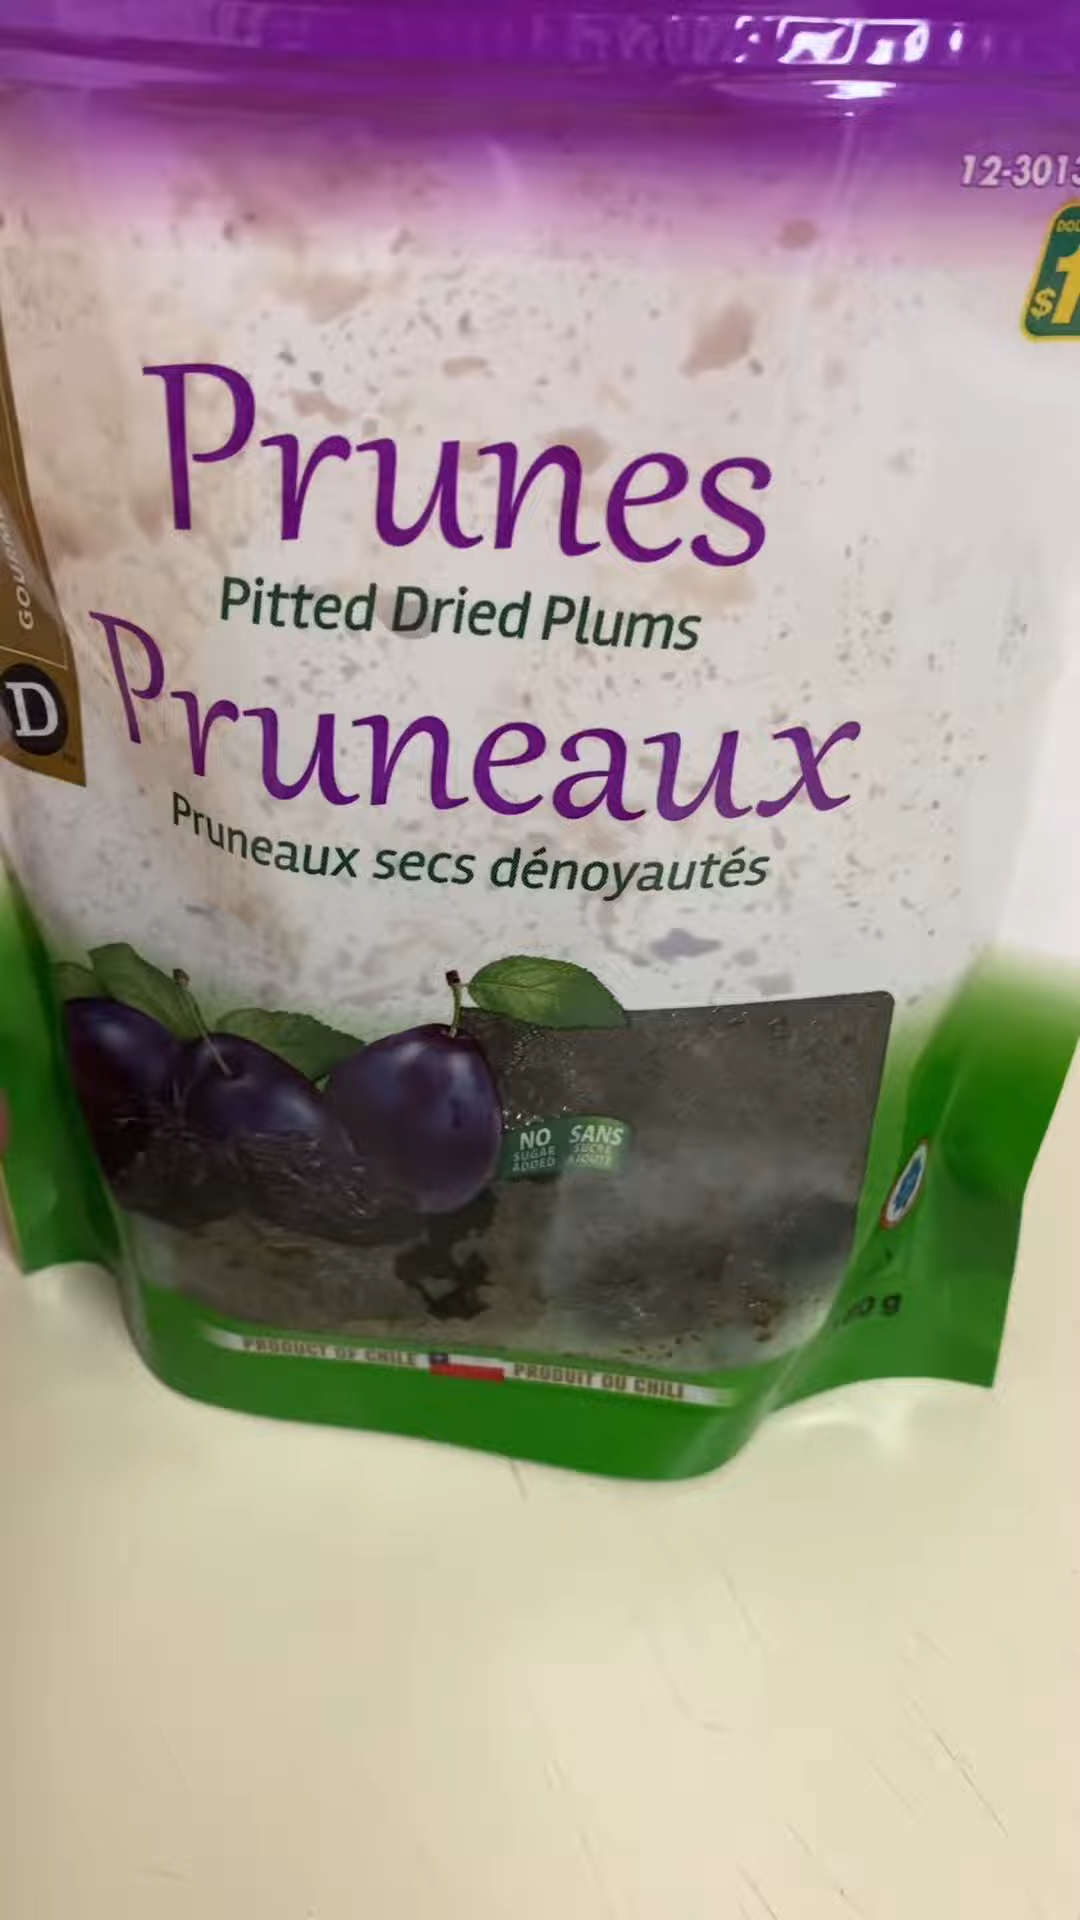 12-3013
$1
Prunes
Pitted Dried Plums
Pruneaux
Pruneaux secs dénoyautés
D
NO SUGAR ADDED
SANS SUCRE AJOUTÉ
PRODUCT OF CHILE
PRODUIT DU CHILI
g